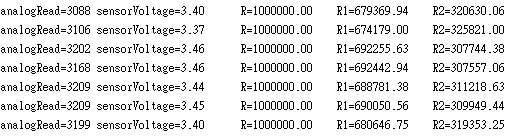 analogRead=3088 sensorVoltage=3.40 R=1000000.00 R1=679369.94 R2=320630.06
analogRead=3106 sensorVoltage=3.37 R=1000000.00 R1=674179.00 R2=325821.00
analogRead=3202 sensorVoltage=3.46 R=1000000.00 R1=692255.63 R2=307744.38
analogRead=3168 sensorVoltage=3.46 R=1000000.00 R1=692442.94 R2=307557.06
analogRead=3209 sensorVoltage=3.44 R=1000000.00 R1=688781.38 R2=311218.63
analogRead=3209 sensorVoltage=3.45 R=1000000.00 R1=690050.56 R2=309949.44
analogRead=3199 sensorVoltage=3.40 R=1000000.00 R1=680646.75 R2=319353.25